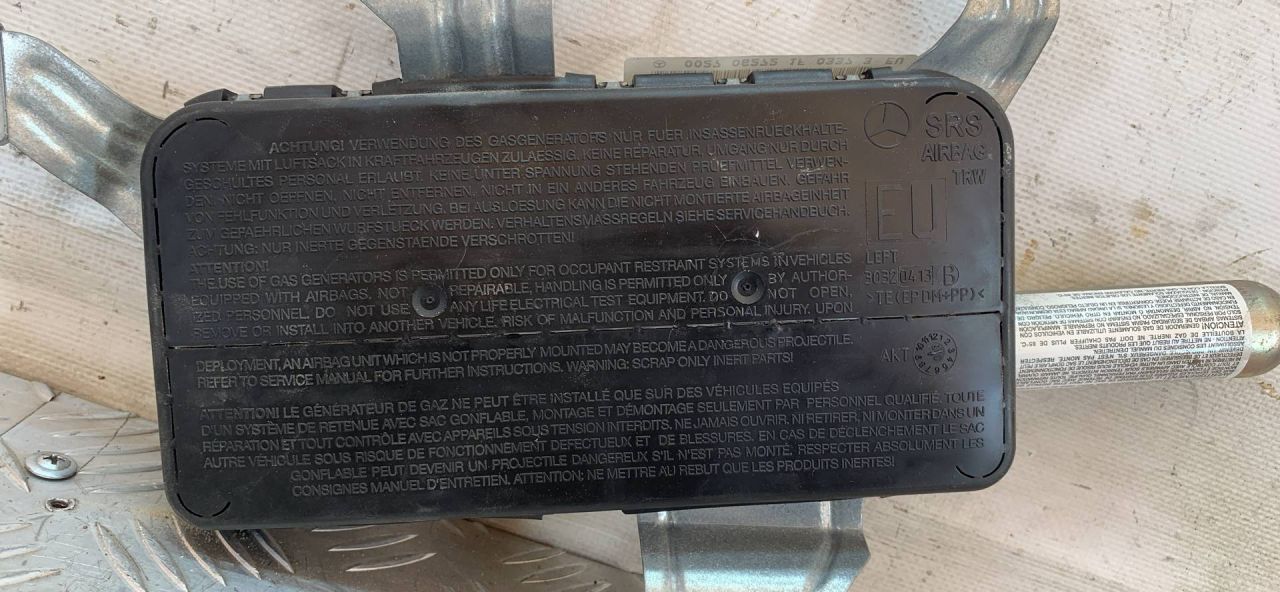 ACHTUNG! VERWENDUNG DES GASGENERATORS NUR FUER INSASSENRUECKHALTE-
SYSTEME MIT LUFTSACK IN KRAFTFAHRZEUGEN ZULAESSIG. KEINE REPARATUR, UMGANG NUR DURCH
GESCHULTES PERSONAL ERLAUBT. KEINE UNTER SPANNUNG STEHENDEN PRUEFMITTEL VERWEN-
DEN. NICHT OEFFNEN, NICHT ENTFERNEN, NICHT IN EIN ANDERES FAHRZEUG EINBAUEN. GEFAHR
VON FEHLFUNKTION UND VERLETZUNG. BEI AUSLOESUNG KANN DIE NICHT MONTIERTE AIRBAGEINHEIT
ZUM GEFAEHRLICHEN WURFSTUECK WERDEN. VERHALTENSMASSREGELN SIEHE SERVICEHANDBUCH.
ACHTUNG: NUR INERTE GEGENSTAENDE VERSCHROTTEN!
ATTENTION!
THE USE OF GAS GENERATORS IS PERMITTED ONLY FOR OCCUPANT RESTRAINT SYSTEMS IN VEHICLES
EQUIPPED WITH AIRBAGS. NOT REPAIRABLE, HANDLING IS PERMITTED ONLY BY AUTHOR-
IZED PERSONNEL, DO ANY LIVE ELECTRICAL TEST EQUIPMENT. DO NOT OPEN,
REMOVE OR INSTALL INTO ANOTHER VEHICLE. RISK OF MALFUNCTION AND PERSONAL INJURY. UPON
DEPLOYMENT, AN AIRBAG UNIT WHICH IS NOT PROPERLY MOUNTED MAY BECOME A DANGEROUS PROJECTILE.
REFER TO SERVICE MANUAL FOR FURTHER INSTRUCTIONS. WARNING: SCRAP ONLY INERT PARTS!
ATTENTION! LE GÉNÉRATEUR DE GAZ NE PEUT ÊTRE INSTALLÉ QUE SUR DES VÉHICULES EQUIPÉS
D'UN SYSTÈME DE RETENUE AVEC SAC GONFLABLE, MONTAGE ET DÉMONTAGE SEULEMENT PAR PERSONNEL QUALIFIÉ. TOUTE
RÉPARATION ET TOUT CONTRÔLE AVEC APPAREILS SOUS TENSION INTERDITS. NE JAMAIS OUVRIR, NI RETIRER, NI MONTER DANS UN
AUTRE VÉHICULE SOUS RISQUE DE FONCTIONNEMENT DEFECTUEUX ET DE BLESSURES. EN CAS DE DÉCLENCHEMENT LE SAC
GONFLABLE PEUT DEVENIR UN PROJECTILE DANGEREUX S'IL N'EST PAS MONTÉ. RESPECTER ABSOLUMENT LES
CONSIGNES MANUEL D'ENTRETIEN. ATTENTION: NE METTRE AU REBUT QUE LES PRODUITS INERTES!
SRS
AIRBAG
TRW
EU
LEFT
3032 04.13 B
>TE(EPDM+PP)<
AKT
ATTENTION